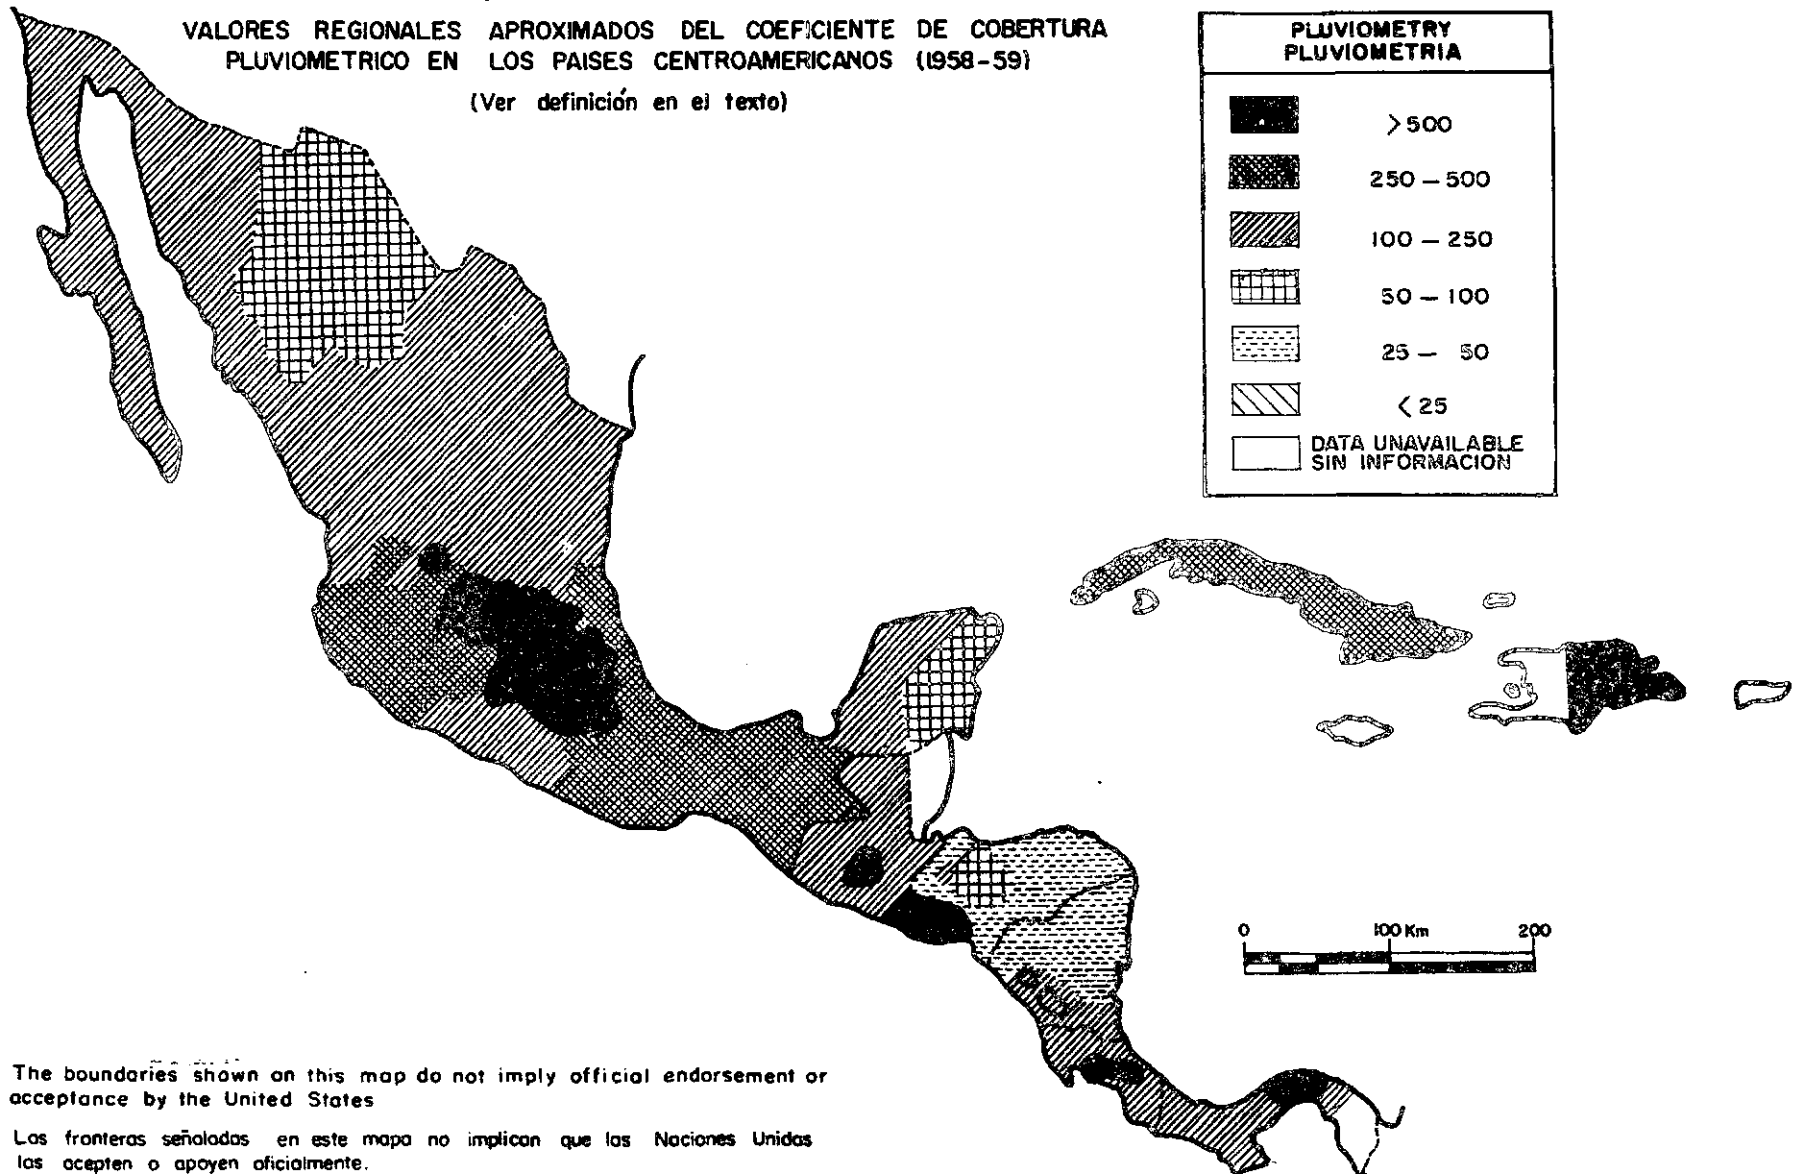 VALORES REGIONALES APROXIMADOS DEL COEFICIENTE DE COBERTURA
PLUVIOMETRICO EN LOS PAISES CENTROAMERICANOS (1958-59)
(Ver definición en el texto)
PLUVIOMETRY
PLUVIOMETRIA
>500
250 - 500
100 - 250
50 - 100
25 - 50
<25
DATA UNAVAILABLE
SIN INFORMACION
0 100 Km 200
The boundaries shown on this map do not imply official endorsement or
acceptance by the United States
Las fronteras señaladas en este mapa no implican que las Naciones Unidas
las acepten o apoyen oficialmente.